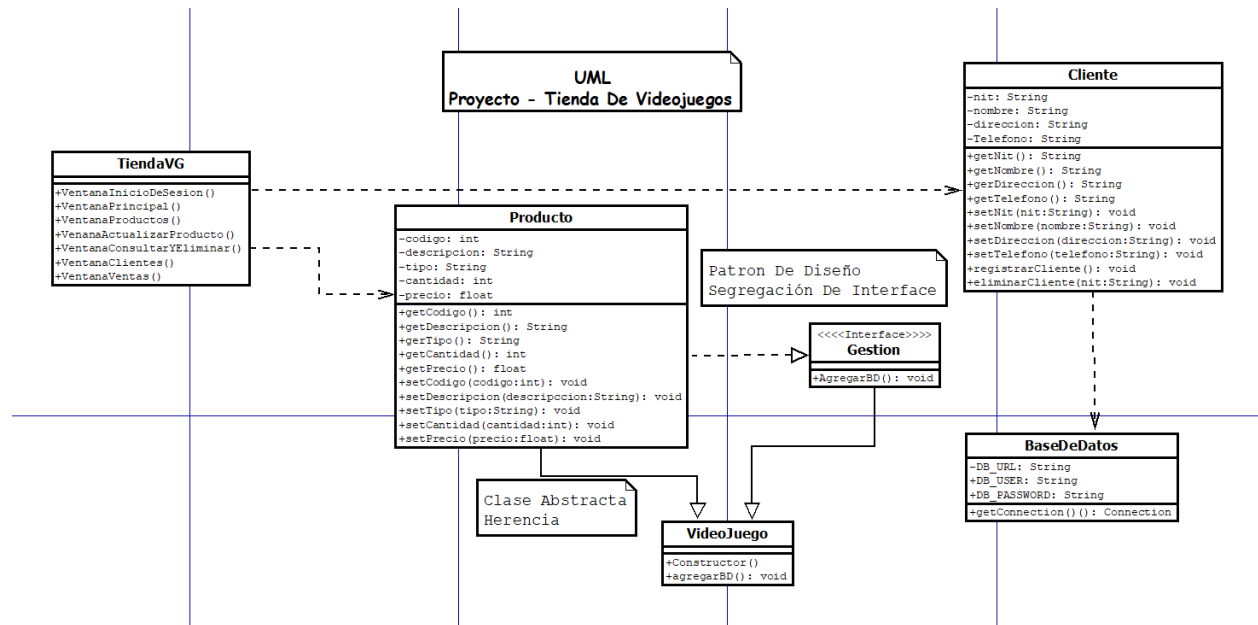 UML
Proyecto - Tienda De Videojuegos
TiendaVG
+VentanaInicioDeSesion()
+VentanaPrincipal()
+VentanaProductos()
+VenanaActualizarProducto()
+VentanaConsultarYEliminar()
+VentanaClientes()
+VentanaVentas()
Producto
-codigo: int
-descripcion: String
-tipo: String
-cantidad: int
-precio: float
+getCodigo(): int
+getDescripcion(): String
+gerTipo(): String
+getCantidad(): int
+getPrecio(): float
+setCodigo(codigo:int): void
+setDescripcion(descripccion:String): void
+setTipo(tipo:String): void
+setCantidad(cantidad:int): void
+setPrecio(precio:float): void
Patron De Diseño
Segregación De Interface
<<<<Interface>>>>
Gestion
+AgregarBD(): void
Cliente
-nit: String
-nombre: String
-direccion: String
-Telefono: String
+getNit(): String
+getNombre(): String
+gerDireccion(): String
+getTelefono(): String
+setNit(nit:String): void
+setNombre(nombre:String): void
+setDireccion(direccion:String): void
+setTelefono(telefono:String): void
+registrarCliente(): void
+eliminarCliente(nit:String): void
BaseDeDatos
-DB_URL: String
+DB_USER: String
+DB_PASSWORD: String
+getConnection()(): Connection
Clase Abstracta
Herencia
VideoJuego
+Constructor()
+agregarBD(): void